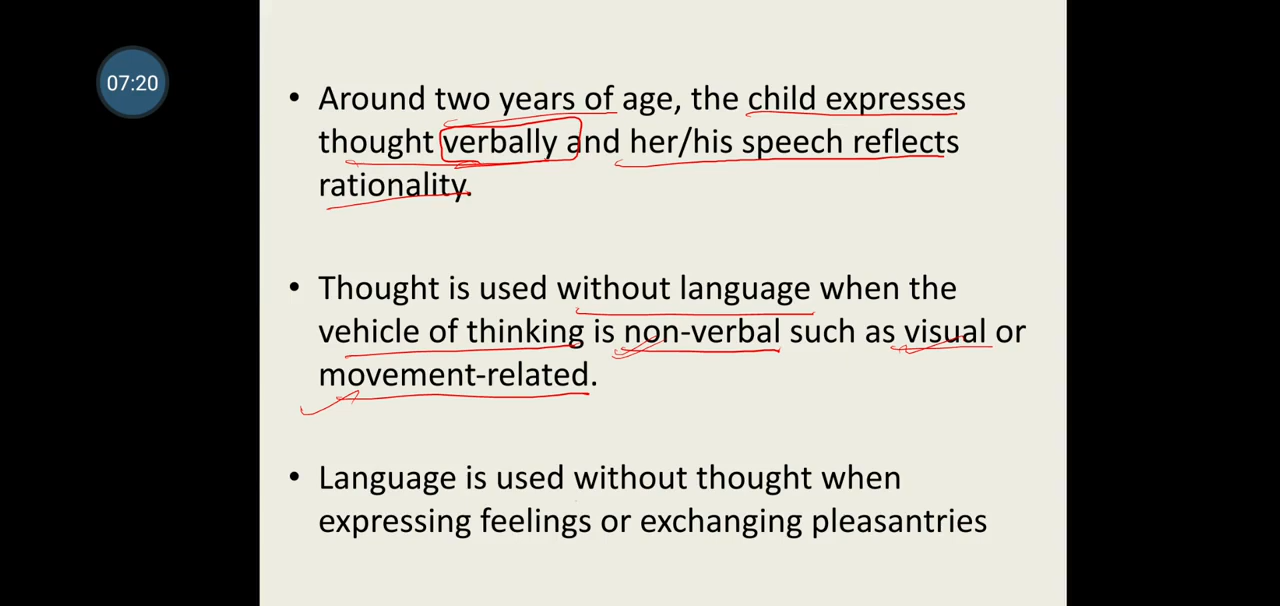 07:20
• Around two years of age, the child expresses
thought verbally and her/his speech reflects
rationality.
• Thought is used without language when the
vehicle of thinking is non-verbal such as visual or
movement-related.
• Language is used without thought when
expressing feelings or exchanging pleasantries